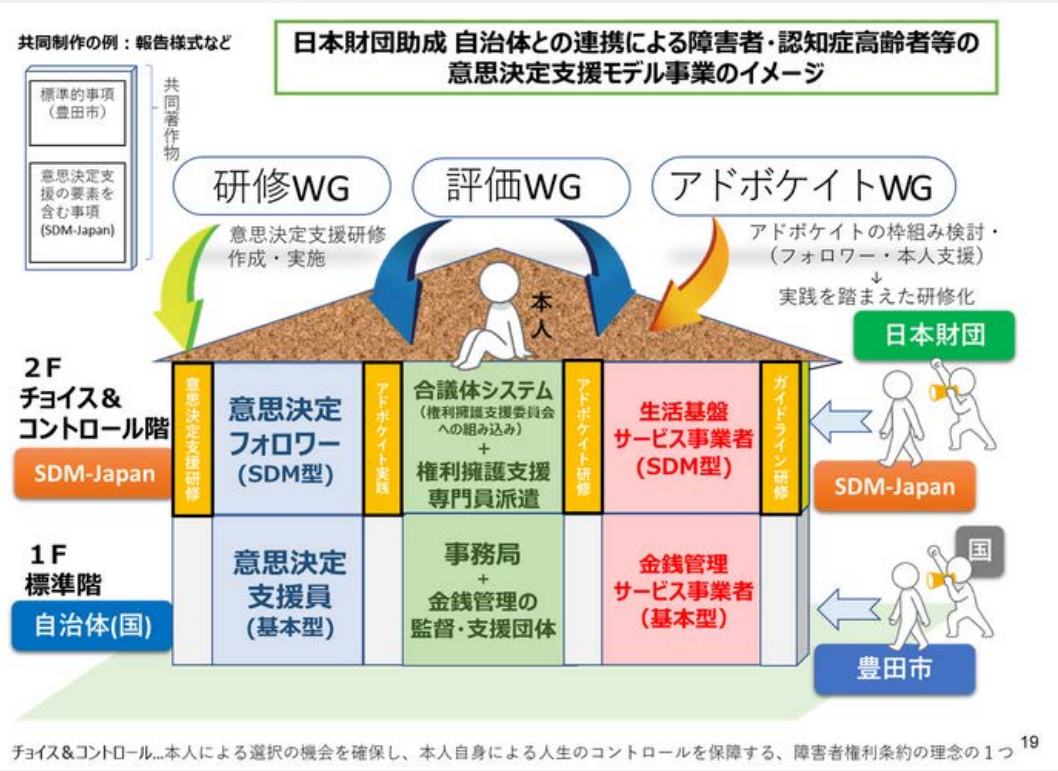 共同制作の例：報告様式など
日本財団助成 自治体との連携による障害者・認知症高齢者等の
意思決定支援モデル事業のイメージ
標準的事項
（豊田市）
意思決定支
援の要素を
含む事項
(SDM-Japan)
共同著作物
研修WG
評価WG
アドボケイトWG
意思決定支援研修
作成・実施
アドボケイトの枠組み検討・
（フォロワー・本人支援）
↓
実践を踏まえた研修化
本人
日本財団
2F
チョイス＆
コントロール階
SDM-Japan
意思決定支援研修
意思決定
フォロワー
(SDM型)
アドボケイト実践
合議体システム
（権利擁護支援委員会
への組み込み）
+
権利擁護支援
専門員派遣
アドボケイト研修
生活基盤
サービス事業者
(SDM型)
ガイドライン研修
SDM-Japan
1F
標準階
自治体(国)
意思決定
支援員
(基本型)
事務局
+
金銭管理の
監督・支援団体
金銭管理
サービス事業者
(基本型)
国
豊田市
チョイス＆コントロール…本人による選択の機会を確保し、本人自身による人生のコントロールを保障する、障害者権利条約の理念の１つ
19